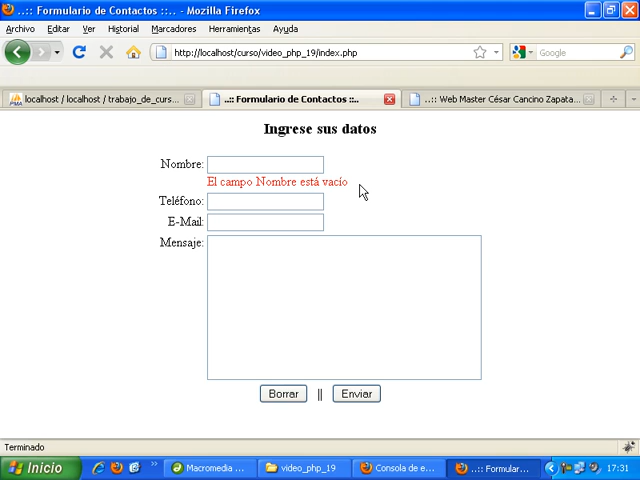 ..:: Formulario de Contactos ::.. - Mozilla Firefox
Archivo Editar Ver Historial Marcadores Herramientas Ayuda
http://localhost/curso/video_php_19/index.php
Google
localhost / localhost / trabajo_de_curs...
..:: Formulario de Contactos ::..
..:: Web Master César Cancino Zapata...
Ingrese sus datos
Nombre:
El campo Nombre está vacío
Teléfono:
E-Mail:
Mensaje:
Borrar || Enviar
Terminado
Inicio
Macromedia ...
video_php_19
Consola de e...
..:: Formular...
17:31